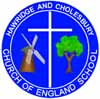 HAWRIDGE AND CHOLESBURY
CHURCH OF ENGLAND SCHOOL